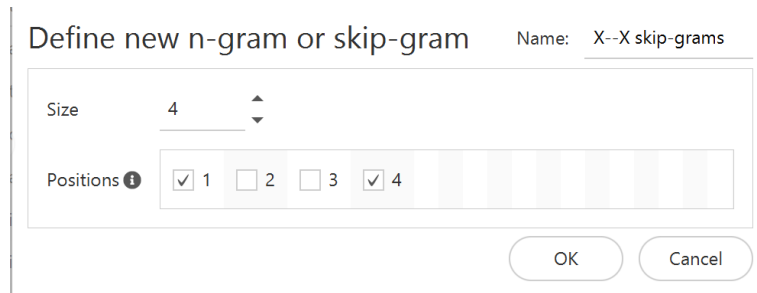 Define new n-gram or skip-gram Name: X--X skip-grams
Size 4
Positions 1 2 3 4
OK Cancel